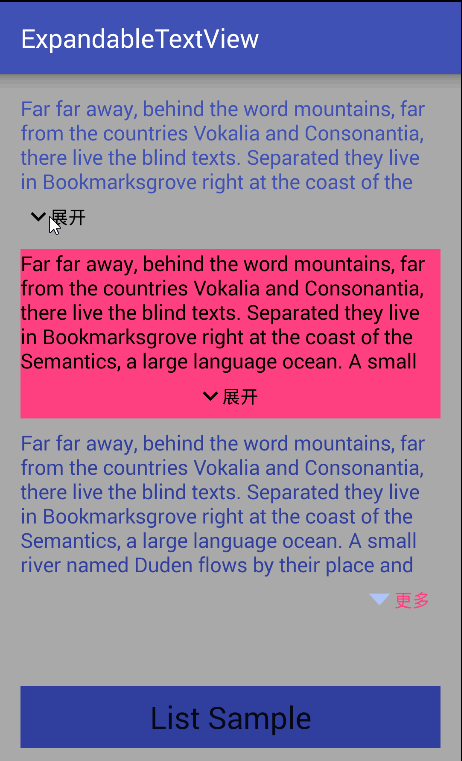 ExpandableTextView
Far far away, behind the word mountains, far
from the countries Vokalia and Consonantia,
there live the blind texts. Separated they live
in Bookmarksgrove right at the coast of the
展开
Far far away, behind the word mountains, far
from the countries Vokalia and Consonantia,
there live the blind texts. Separated they live
in Bookmarksgrove right at the coast of the
Semantics, a large language ocean. A small
展开
Far far away, behind the word mountains, far
from the countries Vokalia and Consonantia,
there live the blind texts. Separated they live
in Bookmarksgrove right at the coast of the
Semantics, a large language ocean. A small
river named Duden flows by their place and
更多
List Sample